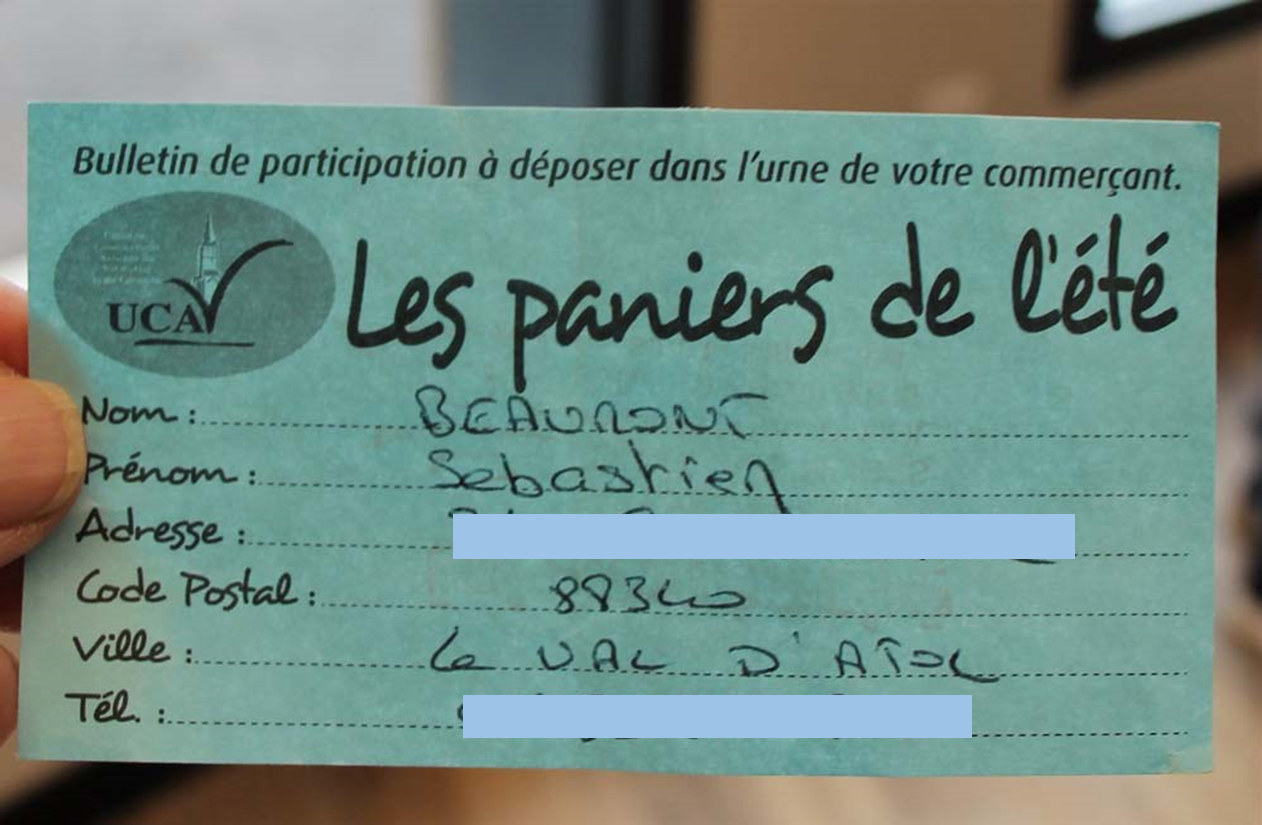 Bulletin de participation à déposer dans l'urne de votre commerçant.
UCA
Les paniers de l'été
Nom : BEAUMONT
Prénom : Sebastien
Adresse :
Code Postal : 88340
Ville : Le VAL D'AJOL
Tél. :